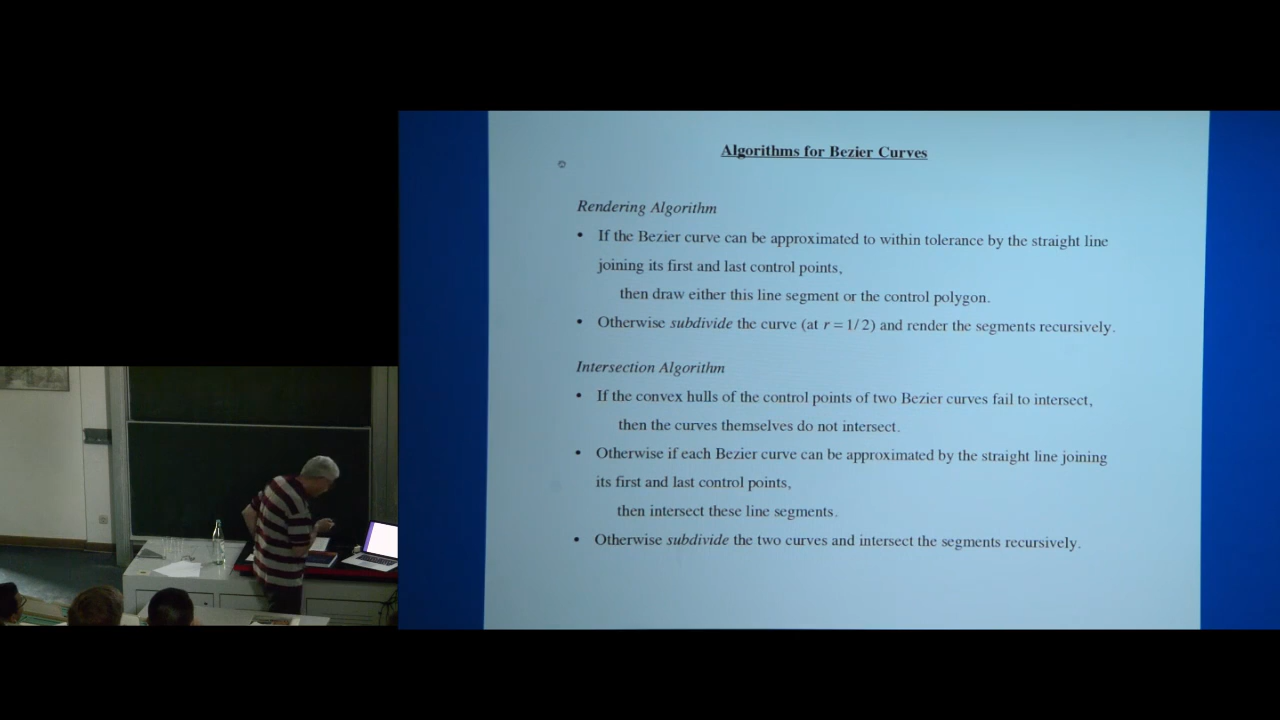 Algorithms for Bezier Curves
Rendering Algorithm
• If the Bezier curve can be approximated to within tolerance by the straight line
joining its first and last control points,
then draw either this line segment or the control polygon.
• Otherwise subdivide the curve (at r = 1/2) and render the segments recursively.
Intersection Algorithm
• If the convex hulls of the control points of two Bezier curves fail to intersect,
then the curves themselves do not intersect.
• Otherwise if each Bezier curve can be approximated by the straight line joining
its first and last control points,
then intersect these line segments.
• Otherwise subdivide the two curves and intersect the segments recursively.